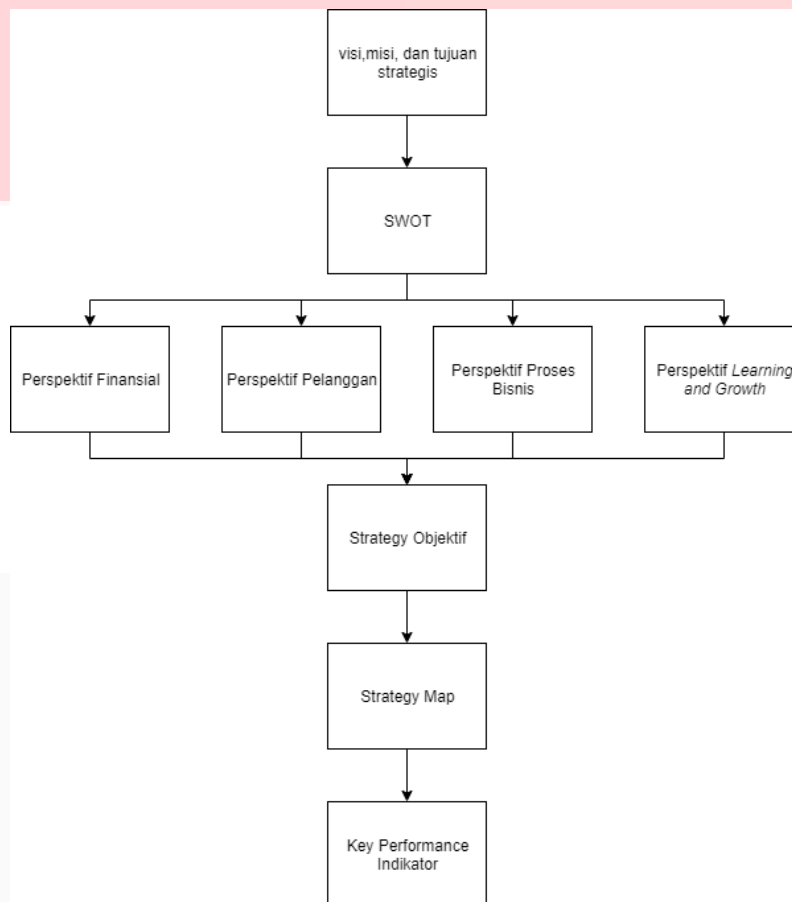 visi,misi, dan tujuan
strategis
SWOT
Perspektif Finansial
Perspektif Pelanggan
Perspektif Proses
Bisnis
Perspektif Learning
and Growth
Strategy Objektif
Strategy Map
Key Performance
Indikator